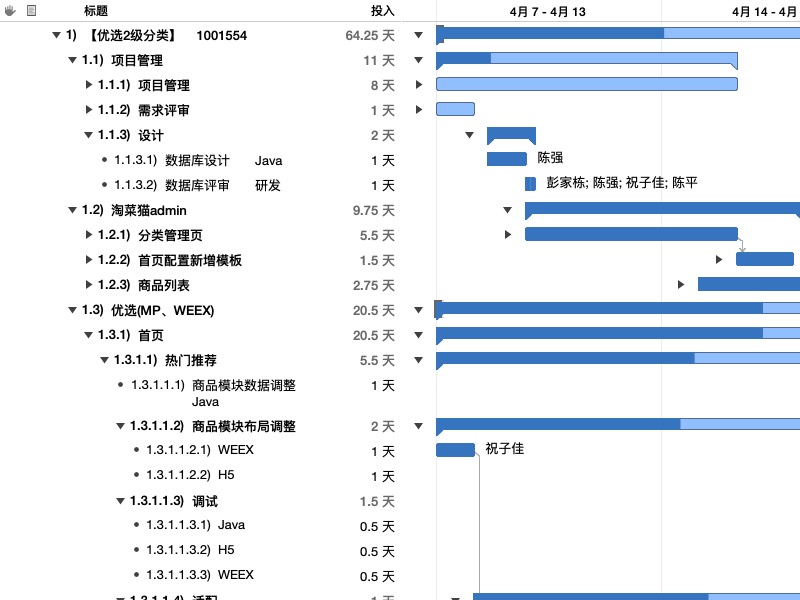 标题 投入 4月 7 - 4月 13 4月 14 - 4月
1) 【优选2级分类】 1001554 64.25 天
1.1) 项目管理 11 天
1.1.1) 项目管理 8 天
1.1.2) 需求评审 1 天
1.1.3) 设计 2 天
1.1.3.1) 数据库设计 Java 1 天 陈强
1.1.3.2) 数据库评审 研发 1 天 彭家栋; 陈强; 祝子佳; 陈平
1.2) 淘菜猫admin 9.75 天
1.2.1) 分类管理页 5.5 天
1.2.2) 首页配置新增模板 1.5 天
1.2.3) 商品列表 2.75 天
1.3) 优选(MP、WEEX) 20.5 天
1.3.1) 首页 20.5 天
1.3.1.1) 热门推荐 5.5 天
1.3.1.1.1) 商品模块数据调整 1 天
Java
1.3.1.1.2) 商品模块布局调整 2 天
1.3.1.1.2.1) WEEX 1 天 祝子佳
1.3.1.1.2.2) H5 1 天
1.3.1.1.3) 调试 1.5 天
1.3.1.1.3.1) Java 0.5 天
1.3.1.1.3.2) H5 0.5 天
1.3.1.1.3.3) WEEX 0.5 天
1.3.1.1.4) 适配 1 天